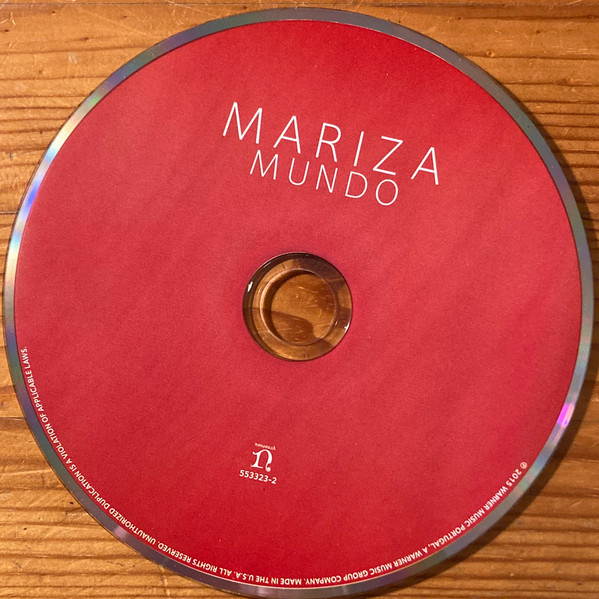 MARIZA
MUNDO
nonesuch
553323-2
℗ 2015 WARNER MUSIC PORTUGAL, A WARNER MUSIC GROUP COMPANY. MADE IN THE U.S.A. ALL RIGHTS RESERVED. UNAUTHORIZED DUPLICATION IS A VIOLATION OF APPLICABLE LAWS.